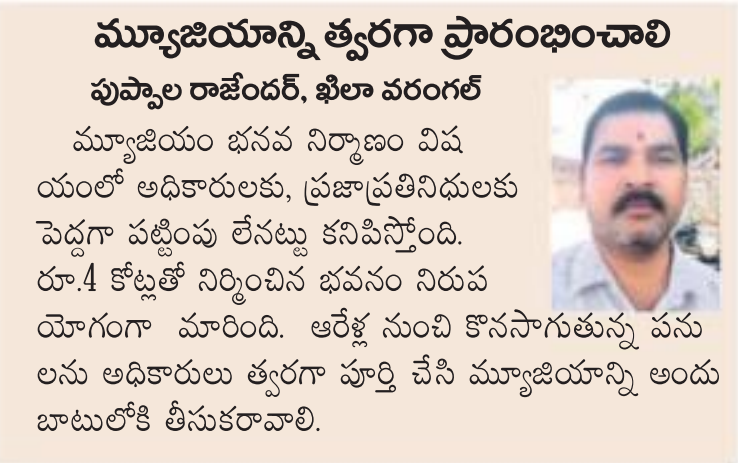 మ్యూజియాన్ని త్వరగా ప్రారంభించాలి
పుప్పాల రాజేందర్, ఖిలా వరంగల్
మ్యూజియం భనవ నిర్మాణం విష
యంలో అధికారులకు, ప్రజాప్రతినిధులకు
పెద్దగా పట్టింపు లేనట్టు కనిపిస్తోంది.
రూ.4 కోట్లతో నిర్మించిన భవనం నిరుప
యోగంగా మారింది. ఆరేళ్ల నుంచి కొనసాగుతున్న పను
లను అధికారులు త్వరగా పూర్తి చేసి మ్యూజియాన్ని అందు
బాటులోకి తీసుకరావాలి.